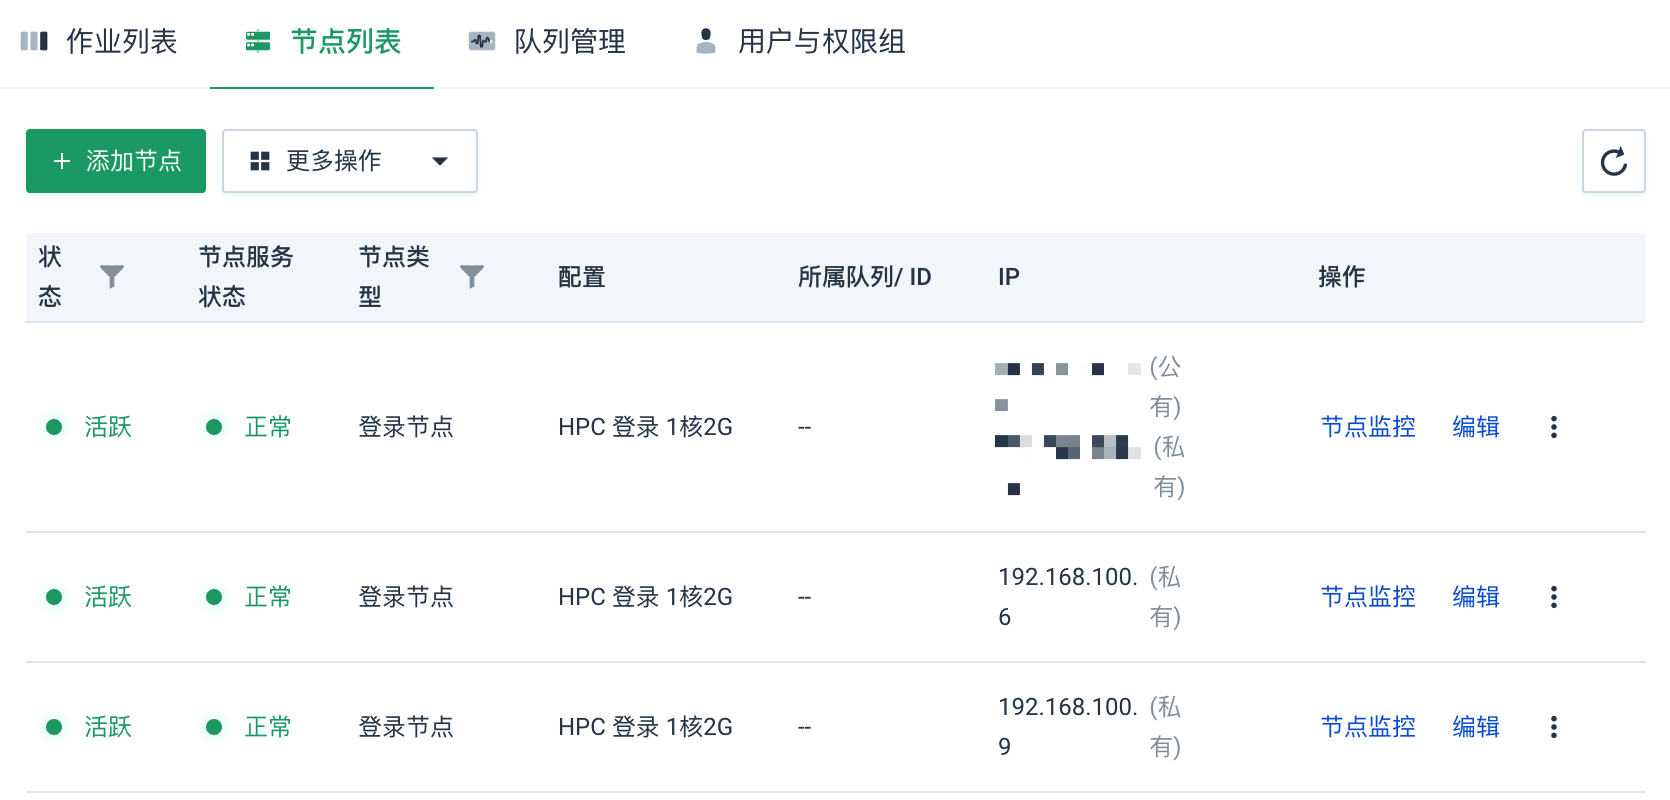 作业列表
节点列表
队列管理
用户与权限组
+ 添加节点
更多操作
状态
节点服务状态
节点类型
配置
所属队列/ ID
IP
操作
活跃
正常
登录节点
HPC 登录 1核2G
--
(公有)
(私有)
节点监控
编辑
活跃
正常
登录节点
HPC 登录 1核2G
--
192.168.100.6
(私有)
节点监控
编辑
活跃
正常
登录节点
HPC 登录 1核2G
--
192.168.100.9
(私有)
节点监控
编辑